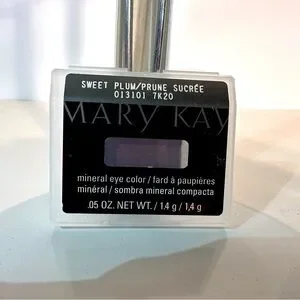 SWEET PLUM/PRUNE SUCRÉE
013101 7K20
MARY KAY
mineral eye color / fard à paupières
minéral / sombra mineral compacta
.05 OZ. NET WT. / 1,4 g / 1,4 g